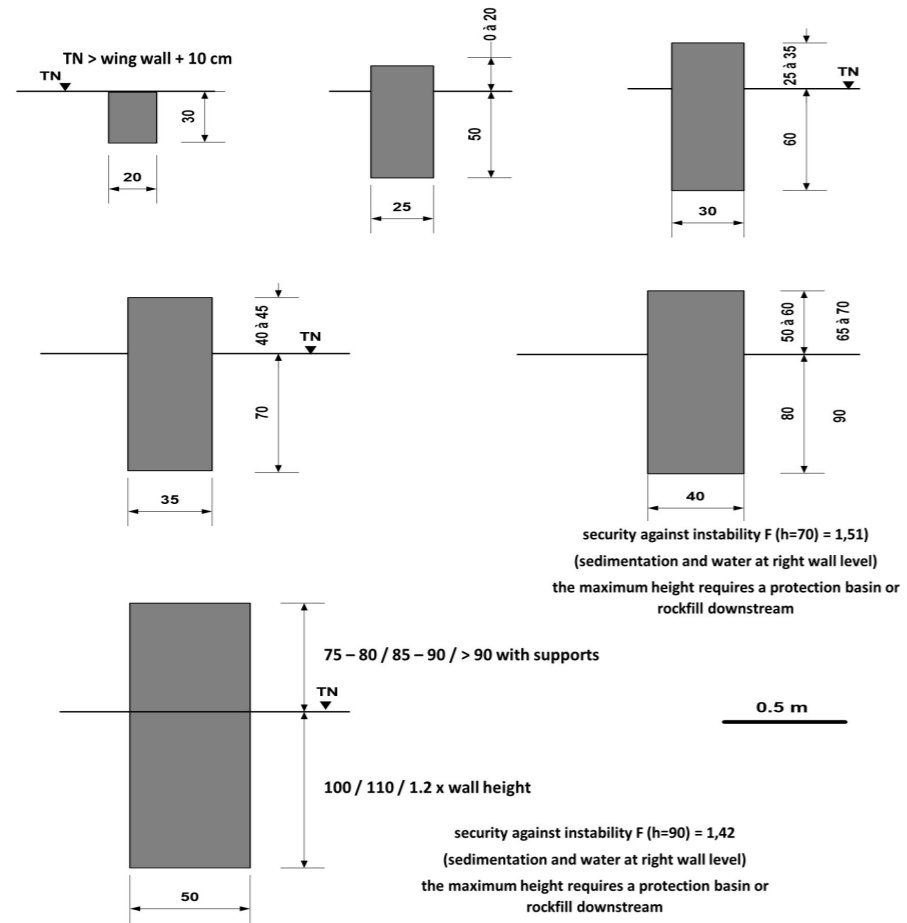 TN > wing wall + 10 cm
TN
30
20
0 à 20
50
25
25 à 35
TN
60
30
40 à 45
TN
70
35
50 à 60
65 à 70
80
90
40
security against instability F (h=70) = 1,51)
(sedimentation and water at right wall level)
the maximum height requires a protection basin or
rockfill downstream
75 – 80 / 85 – 90 / > 90 with supports
TN
0.5 m
100 / 110 / 1.2 x wall height
50
security against instability F (h=90) = 1,42
(sedimentation and water at right wall level)
the maximum height requires a protection basin or
rockfill downstream